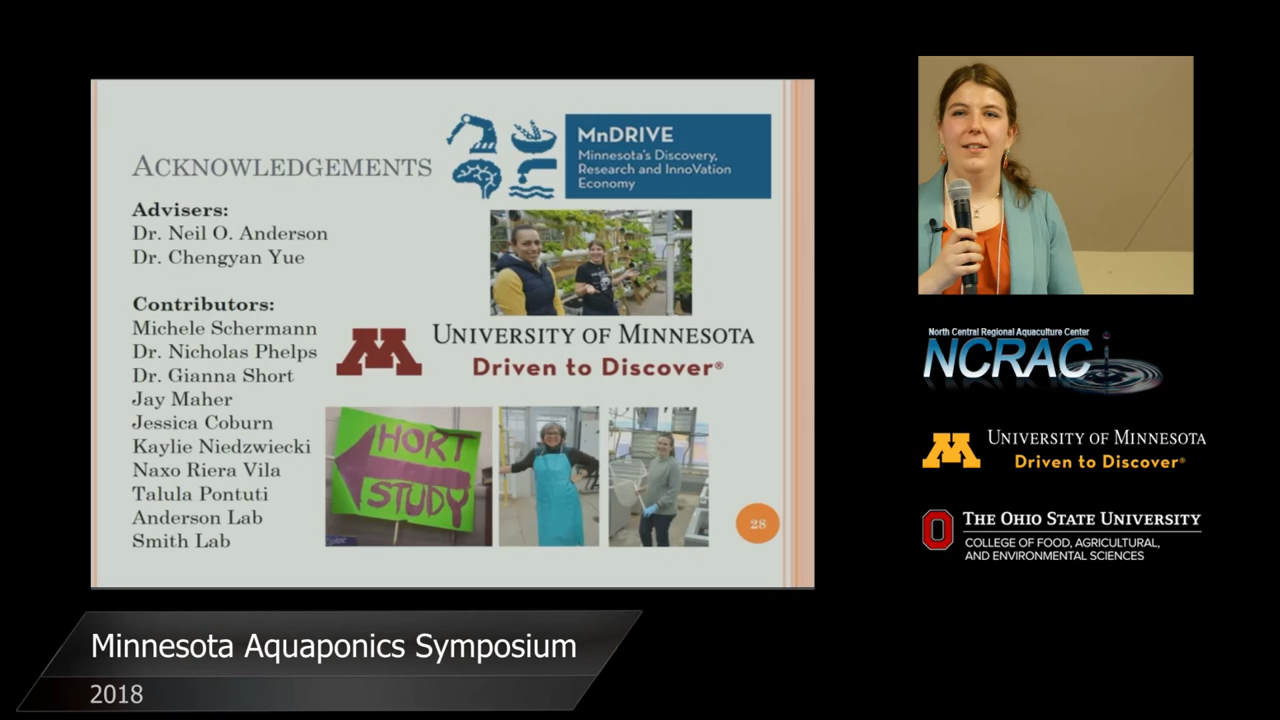 ACKNOWLEDGEMENTS
MnDRIVE
Minnesota's Discovery,
Research and InnoVation
Economy
Advisers:
Dr. Neil O. Anderson
Dr. Chengyan Yue
Contributors:
Michele Schermann
Dr. Nicholas Phelps
Dr. Gianna Short
Jay Maher
Jessica Coburn
Kaylie Niedzwiecki
Naxo Riera Vila
Talula Pontuti
Anderson Lab
Smith Lab
M
UNIVERSITY OF MINNESOTA
Driven to Discover®
HORT
STUDY
28
North Central Regional Aquaculture Center
NCRAC
M
UNIVERSITY OF MINNESOTA
Driven to Discover®
O
THE OHIO STATE UNIVERSITY
COLLEGE OF FOOD, AGRICULTURAL,
AND ENVIRONMENTAL SCIENCES
Minnesota Aquaponics Symposium
2018